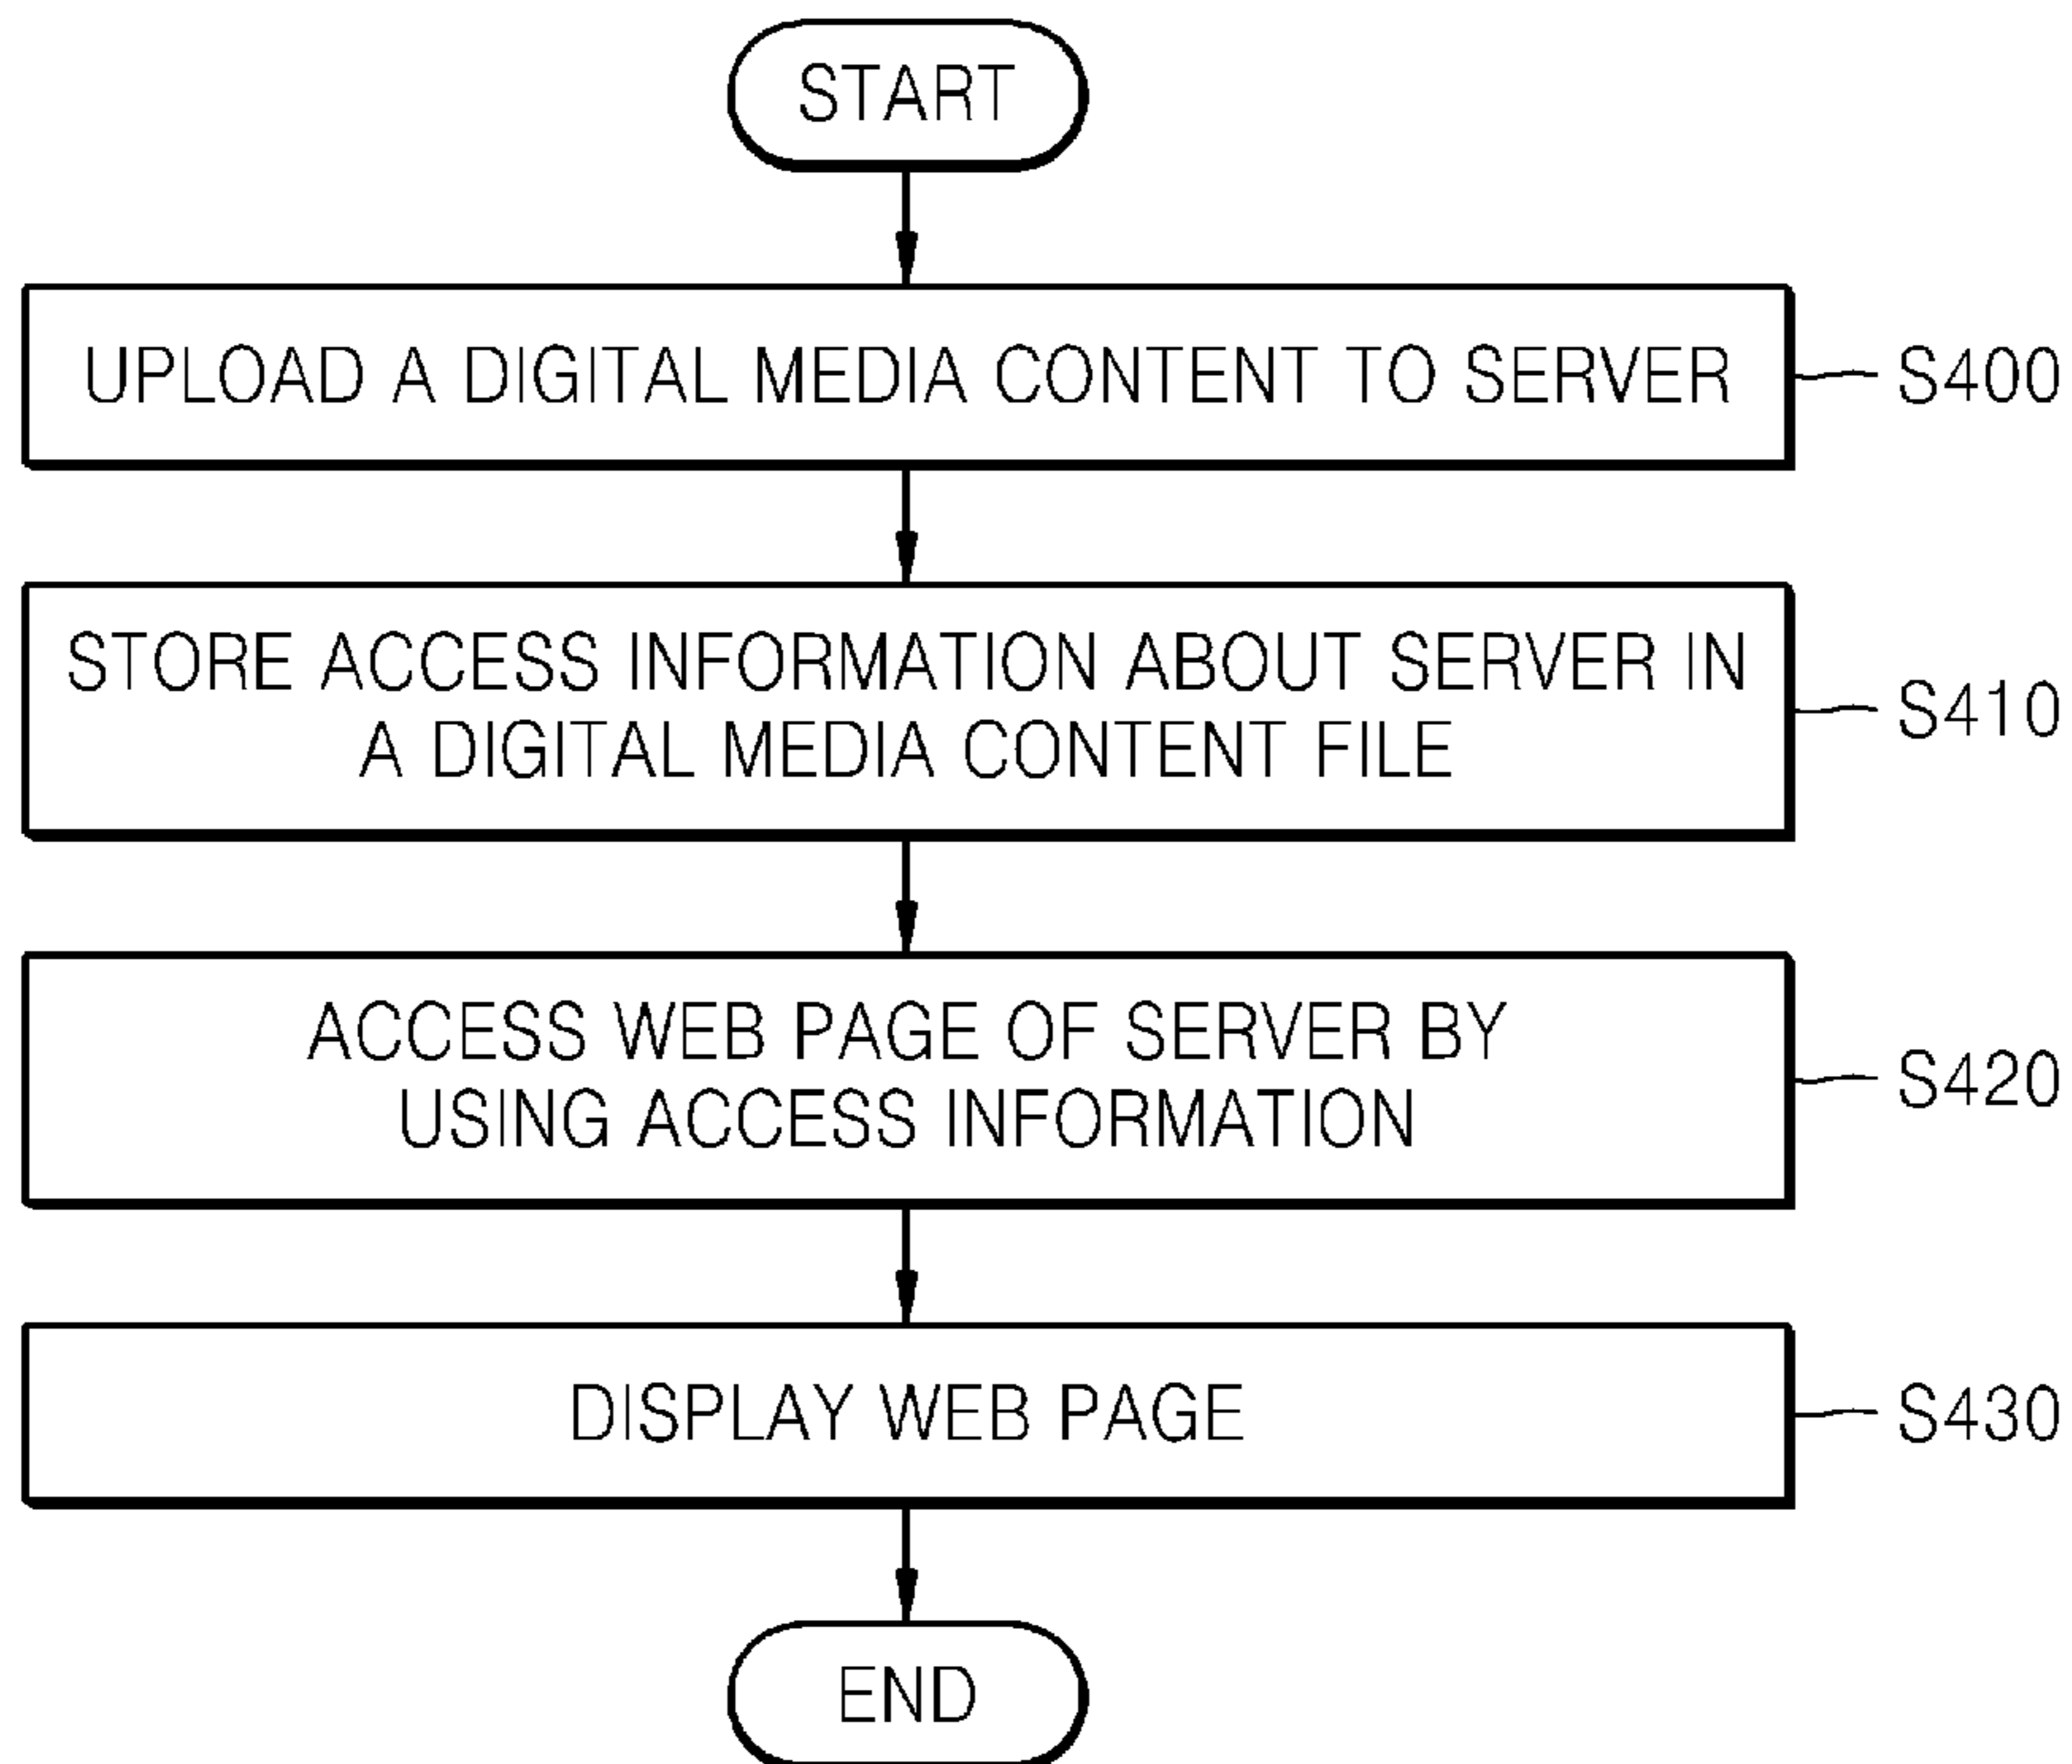 START
UPLOAD A DIGITAL MEDIA CONTENT TO SERVER
S400
STORE ACCESS INFORMATION ABOUT SERVER IN
A DIGITAL MEDIA CONTENT FILE
S410
ACCESS WEB PAGE OF SERVER BY
USING ACCESS INFORMATION
S420
DISPLAY WEB PAGE
S430
END